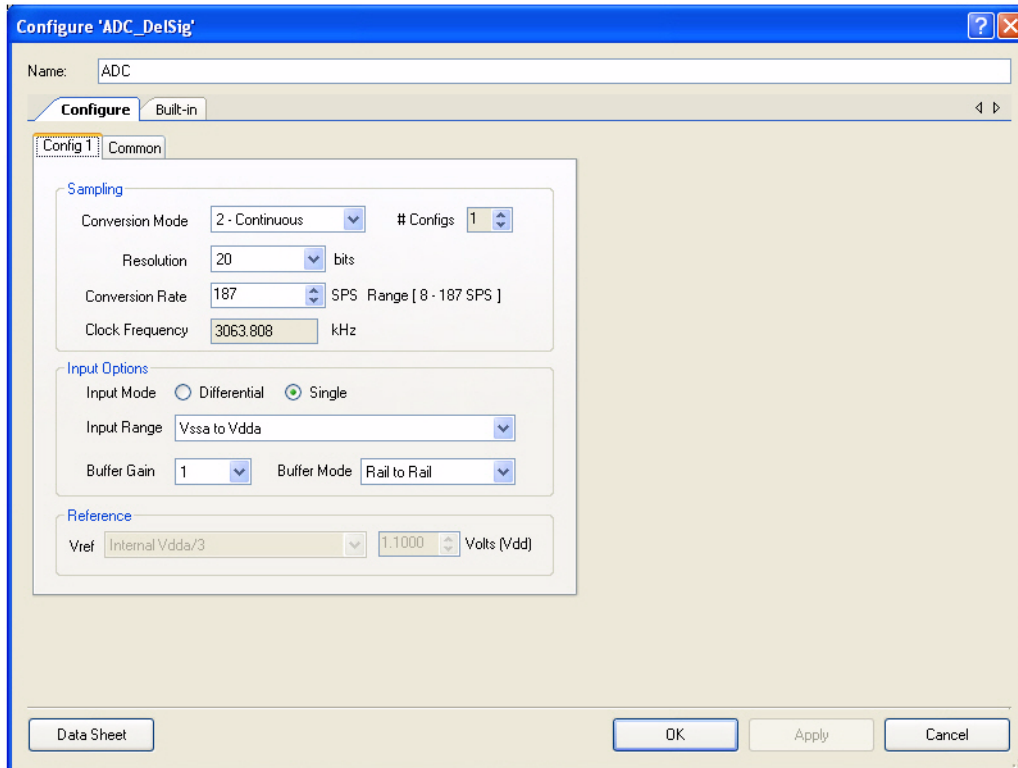 Configure 'ADC_DelSig'
Name: ADC
Configure Built-in
Config 1 Common
Sampling
Conversion Mode 2 - Continuous # Configs 1
Resolution 20 bits
Conversion Rate 187 SPS Range [ 8 - 187 SPS ]
Clock Frequency 3063.808 kHz
Input Options
Input Mode Differential Single
Input Range Vssa to Vdda
Buffer Gain 1 Buffer Mode Rail to Rail
Reference
Vref Internal Vdda/3 1.1000 Volts (Vdd)
Data Sheet OK Apply Cancel